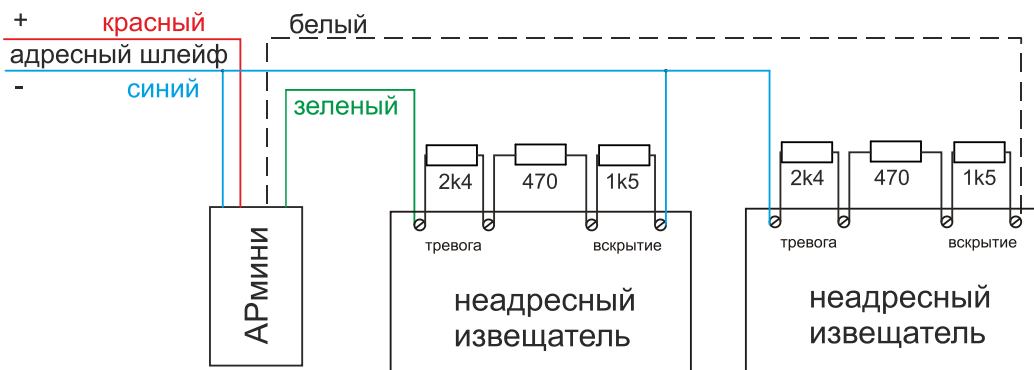 + красный
белый
адресный шлейф
- синий
зеленый
2k4 470 1k5
2k4 470 1k5
тревога вскрытие
тревога вскрытие
АРмини
неадресный
извещатель
неадресный
извещатель